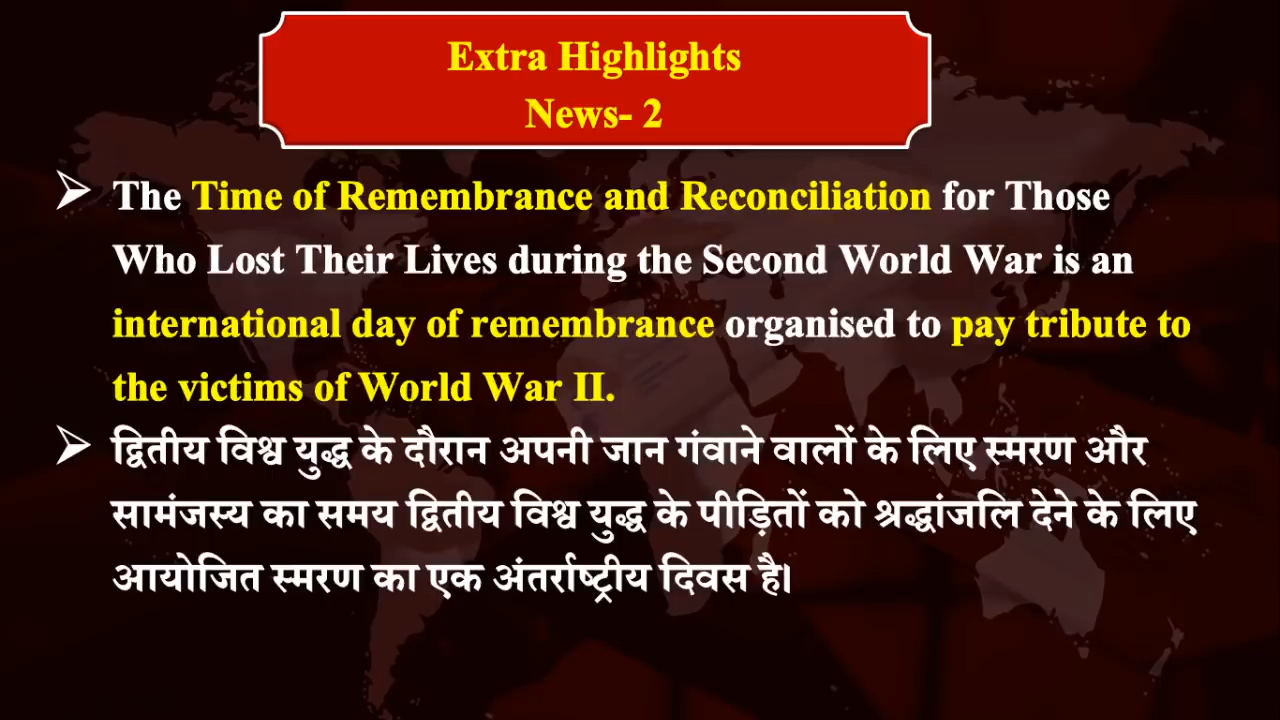 Extra Highlights
News- 2
The Time of Remembrance and Reconciliation for Those
Who Lost Their Lives during the Second World War is an
international day of remembrance organised to pay tribute to
the victims of World War II.
द्वितीय विश्व युद्ध के दौरान अपनी जान गंवाने वालों के लिए स्मरण और
सामंजस्य का समय द्वितीय विश्व युद्ध के पीड़ितों को श्रद्धांजलि देने के लिए
आयोजित स्मरण का एक अंतर्राष्ट्रीय दिवस है।